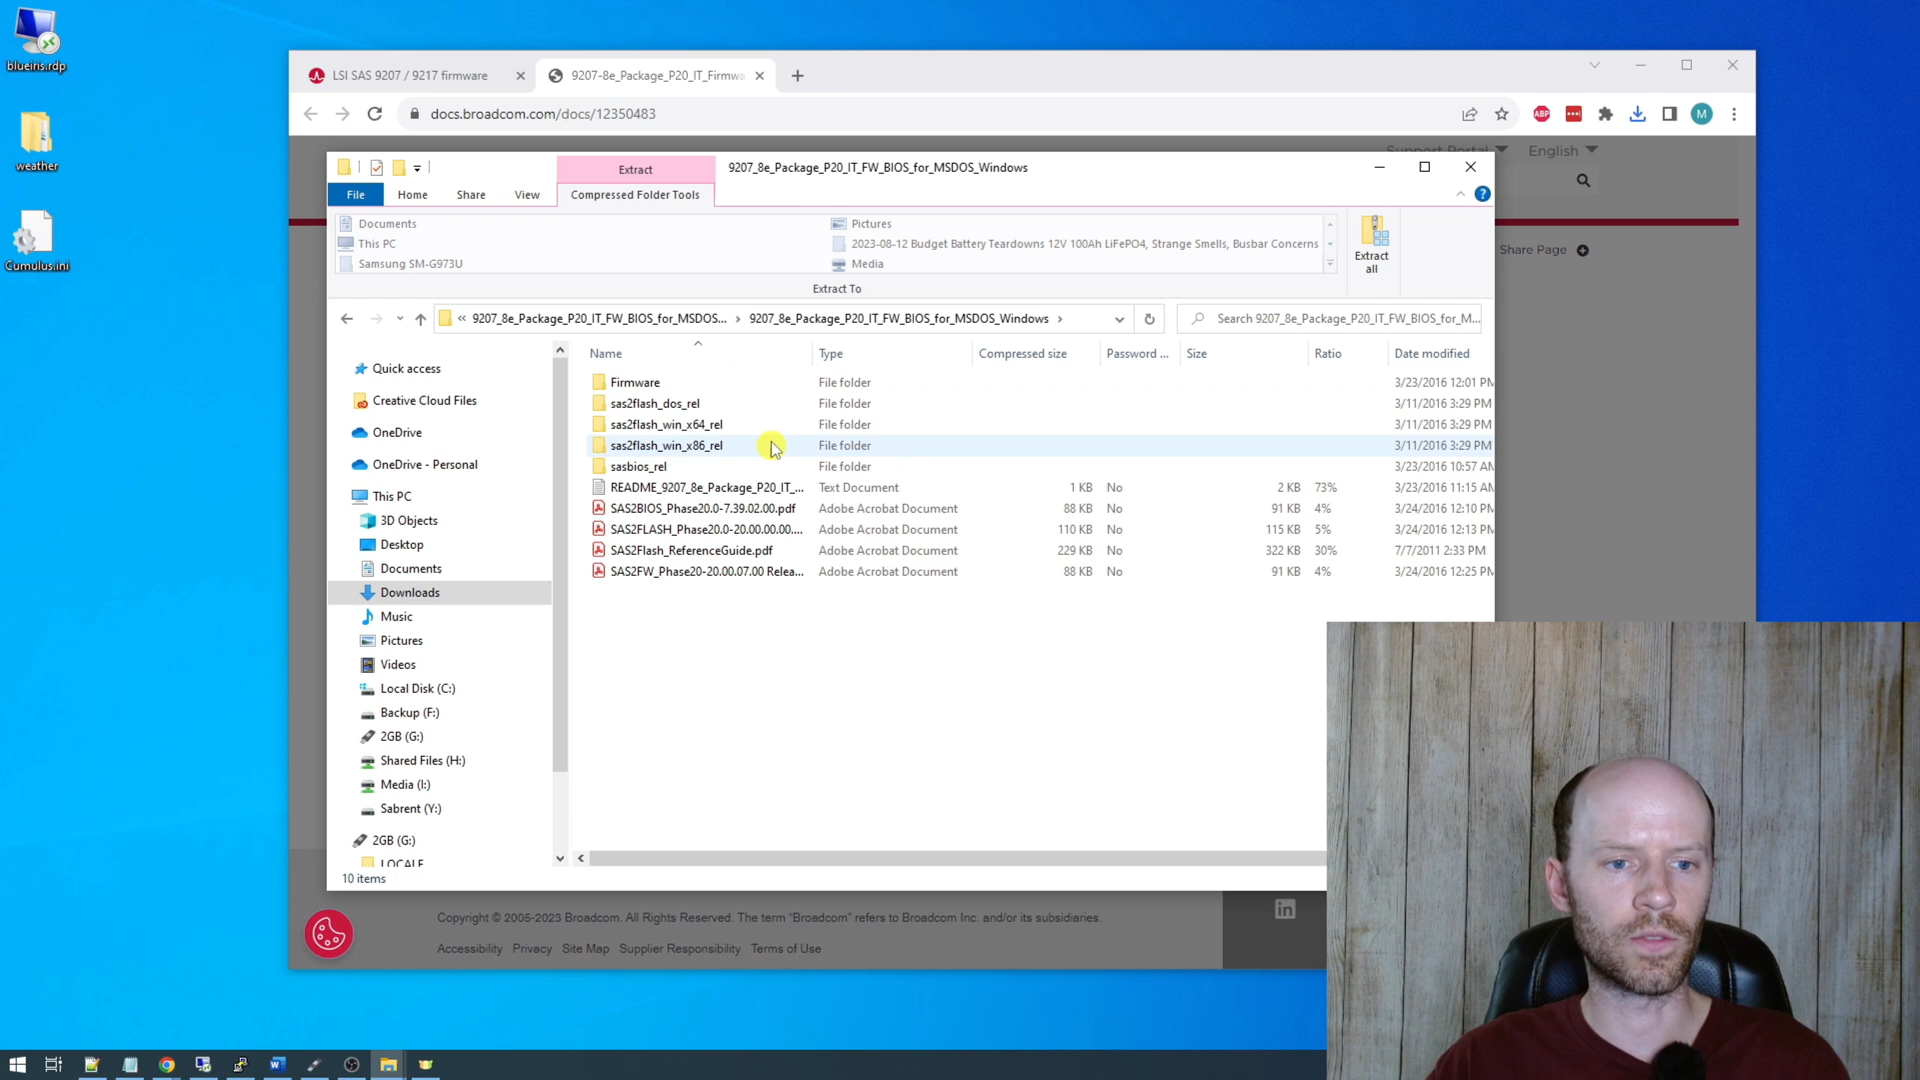 blueiris.rdp
weather
Cumulus.ini
LSI SAS 9207 / 9217 firmware
9207-8e_Package_P20_IT_Firmwa
docs.broadcom.com/docs/12350483
ABP
M
Support Portal
English
Share Page
Extract
9207_8e_Package_P20_IT_FW_BIOS_for_MSDOS_Windows
File
Home
Share
View
Compressed Folder Tools
Documents
This PC
Samsung SM-G973U
Pictures
2023-08-12 Budget Battery Teardowns 12V 100Ah LiFePO4, Strange Smells, Busbar Concerns
Media
Extract all
Extract To
« 9207_8e_Package_P20_IT_FW_BIOS_for_MSDOS... › 9207_8e_Package_P20_IT_FW_BIOS_for_MSDOS_Windows ›
Search 9207_8e_Package_P20_IT_FW_BIOS_for_M...
Quick access
Creative Cloud Files
OneDrive
OneDrive - Personal
This PC
3D Objects
Desktop
Documents
Downloads
Music
Pictures
Videos
Local Disk (C:)
Backup (F:)
2GB (G:)
Shared Files (H:)
Media (I:)
Sabrent (Y:)
2GB (G:)
LOCALE
Name Type Compressed size Password ... Size Ratio Date modified
Firmware File folder 3/23/2016 12:01 PM
sas2flash_dos_rel File folder 3/11/2016 3:29 PM
sas2flash_win_x64_rel File folder 3/11/2016 3:29 PM
sas2flash_win_x86_rel File folder 3/11/2016 3:29 PM
sasbios_rel File folder 3/23/2016 10:57 AM
README_9207_8e_Package_P20_IT_... Text Document 1 KB No 2 KB 73% 3/23/2016 11:15 AM
SAS2BIOS_Phase20.0-7.39.02.00.pdf Adobe Acrobat Document 88 KB No 91 KB 4% 3/24/2016 12:10 PM
SAS2FLASH_Phase20.0-20.00.00.00.... Adobe Acrobat Document 110 KB No 115 KB 5% 3/24/2016 12:13 PM
SAS2Flash_ReferenceGuide.pdf Adobe Acrobat Document 229 KB No 322 KB 30% 7/7/2011 2:33 PM
SAS2FW_Phase20-20.00.07.00 Relea... Adobe Acrobat Document 88 KB No 91 KB 4% 3/24/2016 12:25 PM
10 items
Copyright © 2005-2023 Broadcom. All Rights Reserved. The term “Broadcom” refers to Broadcom Inc. and/or its subsidiaries.
Accessibility Privacy Site Map Supplier Responsibility Terms of Use